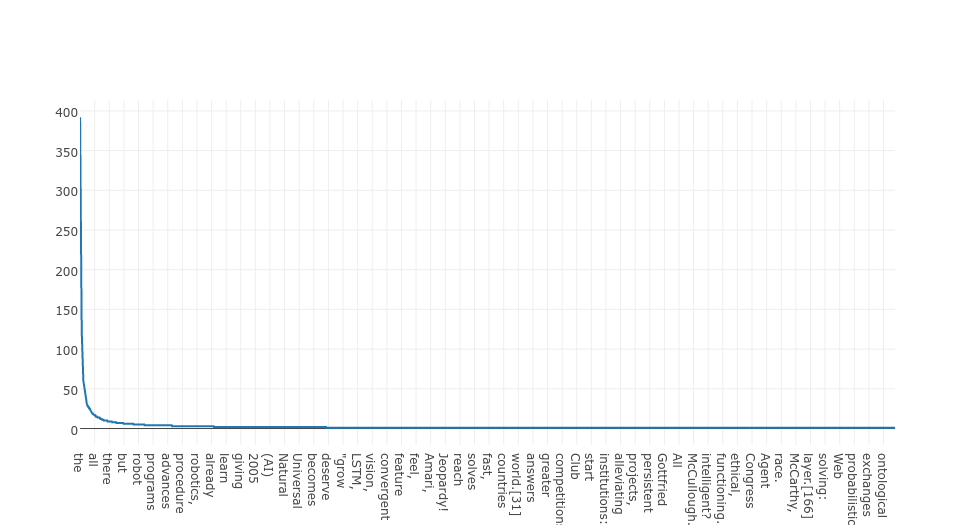 400
350
300
250
200
150
100
50
0
the
all
there
but
robot
programs
advances
procedure
robotics,
already
learn
giving
2005
(AI)
Natural
Universal
becomes
deserve
"grow
LSTM,
vision,
convergent
feature
feel,
Amari,
Jeopardy!
reach
solves
fast,
countries
world.[31]
answers
greater
competition
Club
start
institutions:
alleviating
projects,
persistent
Gottfried
All
McCullough.
intelligent?
functioning.
ethical,
Congress
Agent
race.
McCarthy,
layer.[166]
solving:
Web
probabilistic
exchanges
ontological